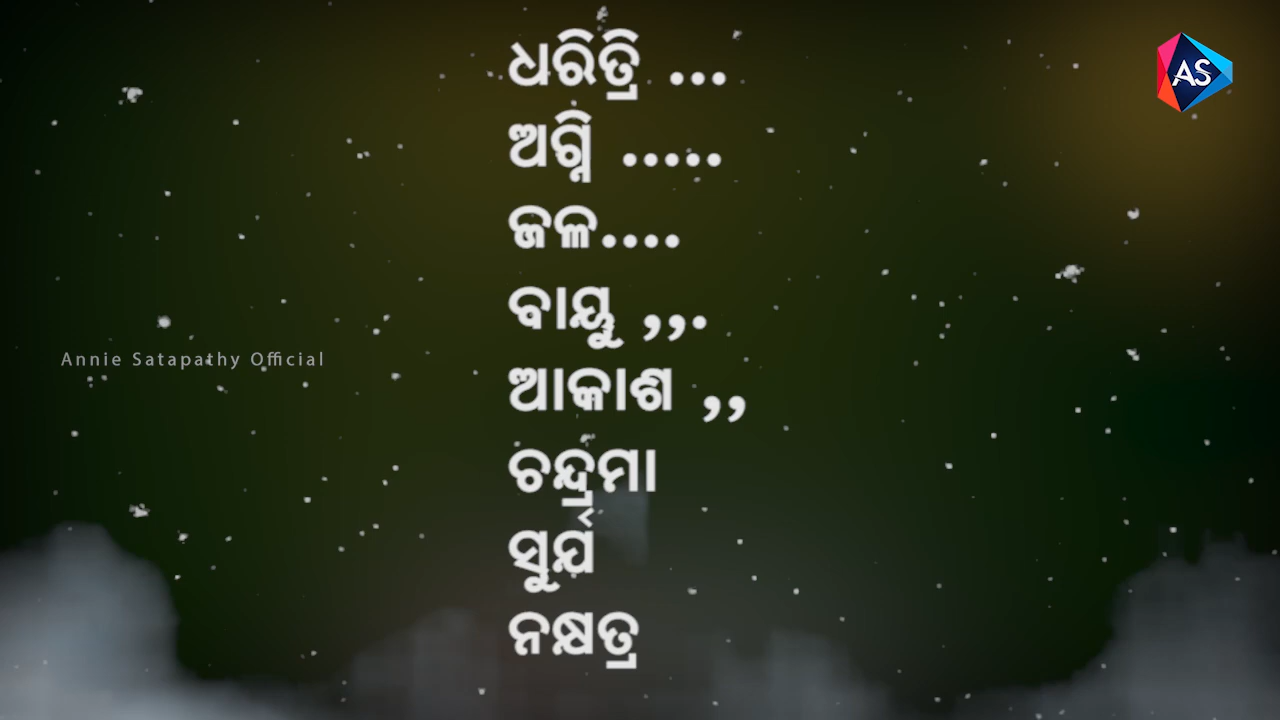 ଧରିତ୍ରି ...
AS
ଅଗ୍ନି .....
ଜଳ....
ବାୟୁ ,,.
Annie Satapathy Official
ଆକାଶ ,,
ଚନ୍ଦ୍ରମା
ସୁର୍ଯ
ନକ୍ଷତ୍ର